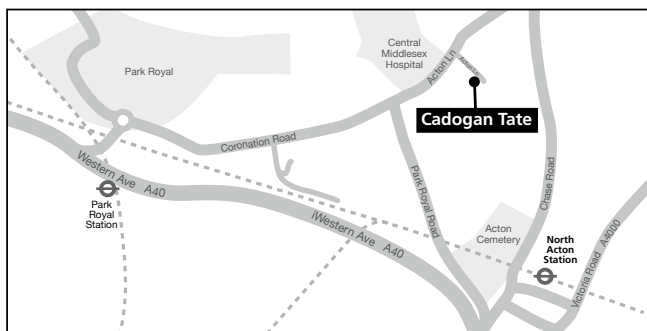 Park Royal
Central
Middlesex
Hospital
Acton Ln
Cadogan Tate
Coronation Road
Western Ave A40
Park
Royal
Station
iWestern Ave A40
Park Royal Road
Chase Road
Acton
Cemetery
North
Acton
Station
Victoria Road A4000